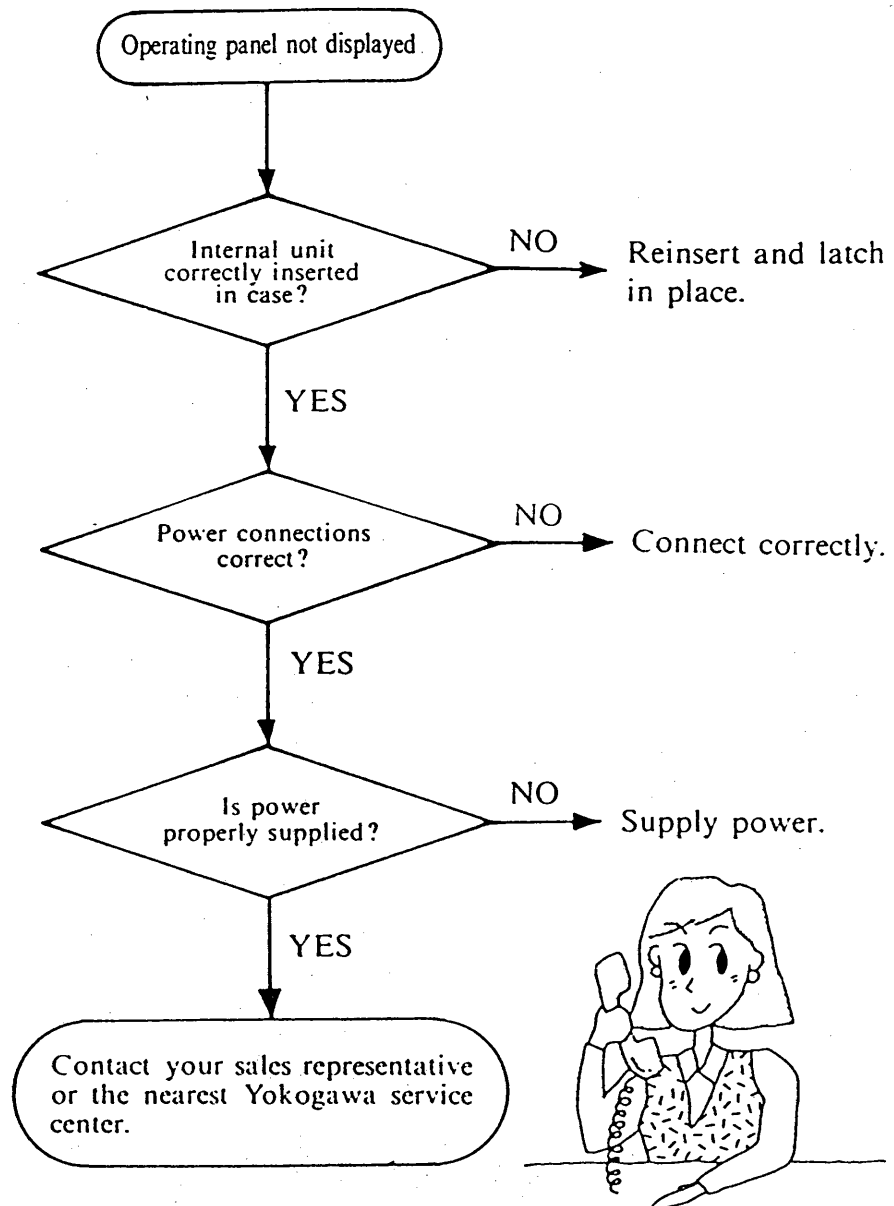 Operating panel not displayed
Internal unit
correctly inserted
in case?
NO
Reinsert and latch
in place.
YES
Power connections
correct?
NO
Connect correctly.
YES
Is power
properly supplied?
NO
Supply power.
YES
Contact your sales representative
or the nearest Yokogawa service
center.